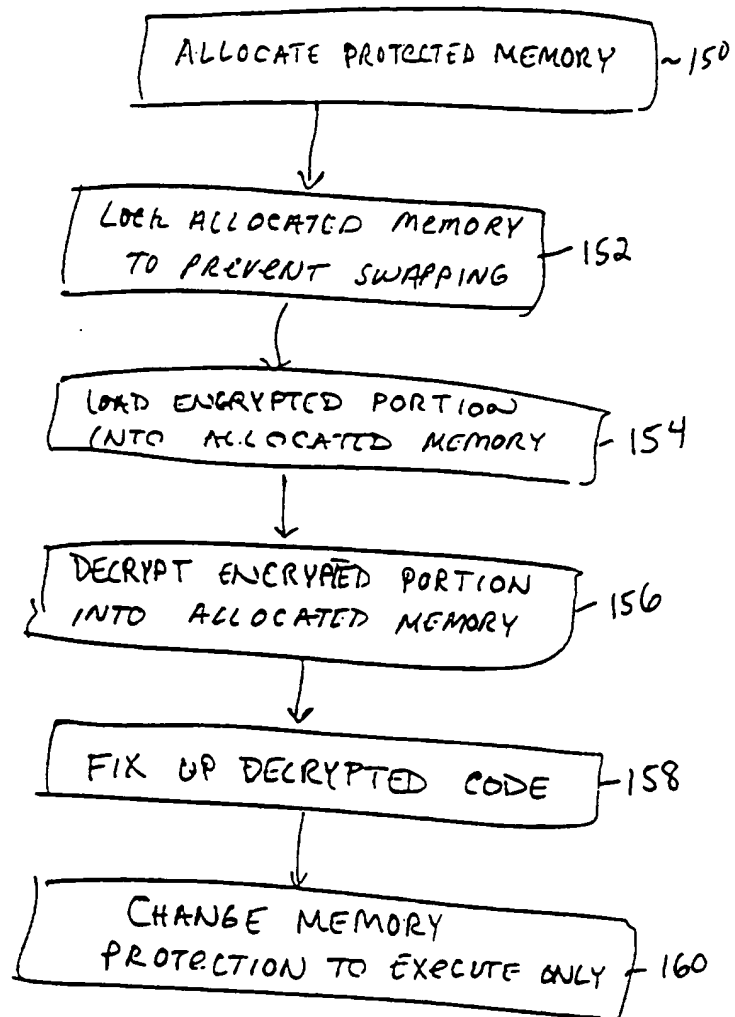 ALLOCATE PROTECTED MEMORY ~150
LOCK ALLOCATED MEMORY
TO PREVENT SWAPPING 152
LOAD ENCRYPTED PORTION
INTO ALLOCATED MEMORY 154
DECRYPT ENCRYPTED PORTION
INTO ALLOCATED MEMORY 156
FIX UP DECRYPTED CODE 158
CHANGE MEMORY
PROTECTION TO EXECUTE ONLY 160